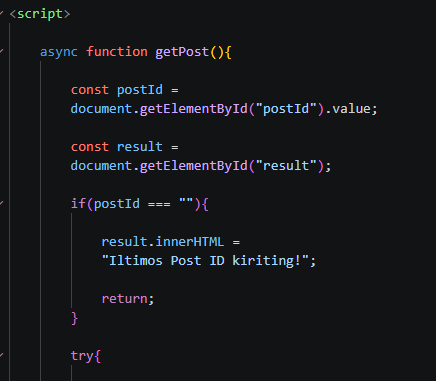 <script>
async function getPost(){
const postId =
document.getElementById("postId").value;
const result =
document.getElementById("result");
if(postId === ""){
result.innerHTML =
"Iltimos Post ID kiriting!";
return;
}
try{